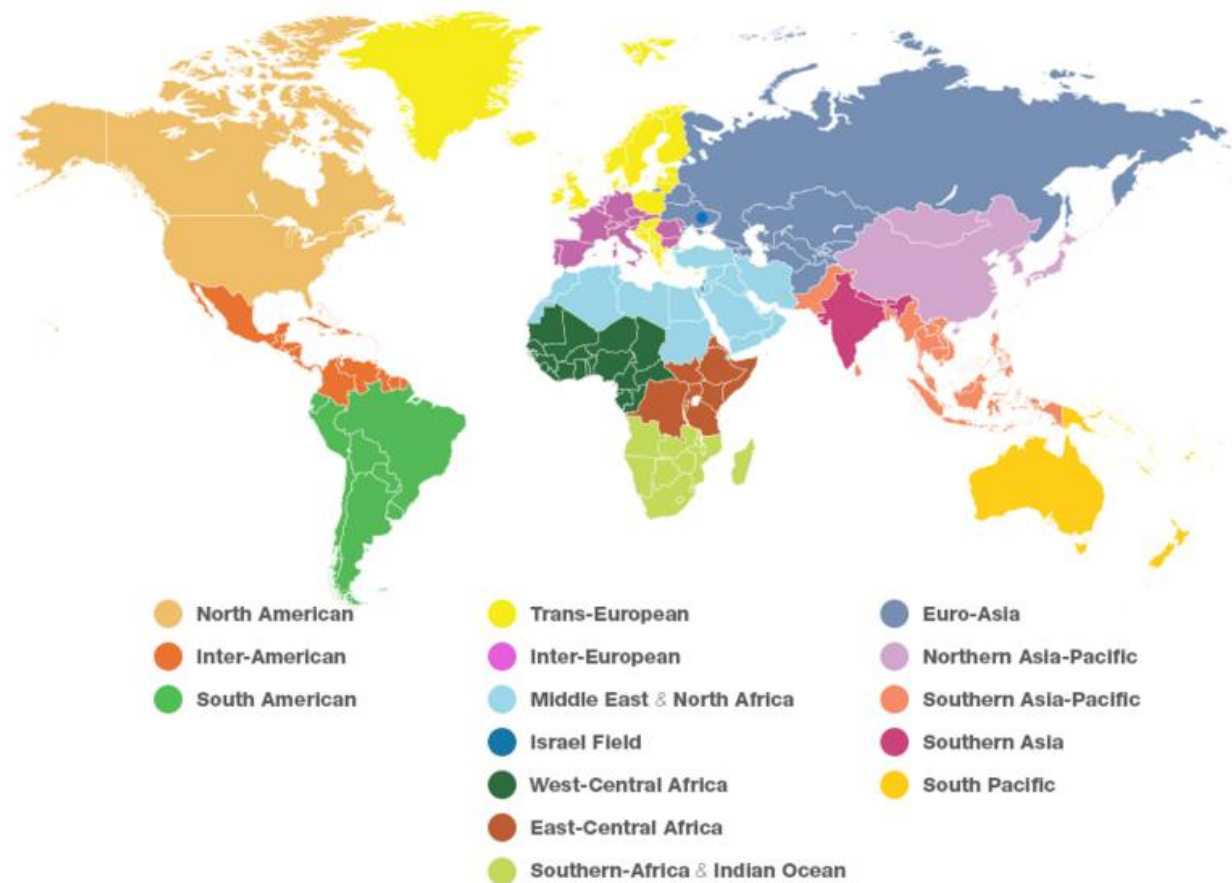 North American
Inter-American
South American
Trans-European
Inter-European
Middle East & North Africa
Israel Field
West-Central Africa
East-Central Africa
Southern-Africa & Indian Ocean
Euro-Asia
Northern Asia-Pacific
Southern Asia-Pacific
Southern Asia
South Pacific